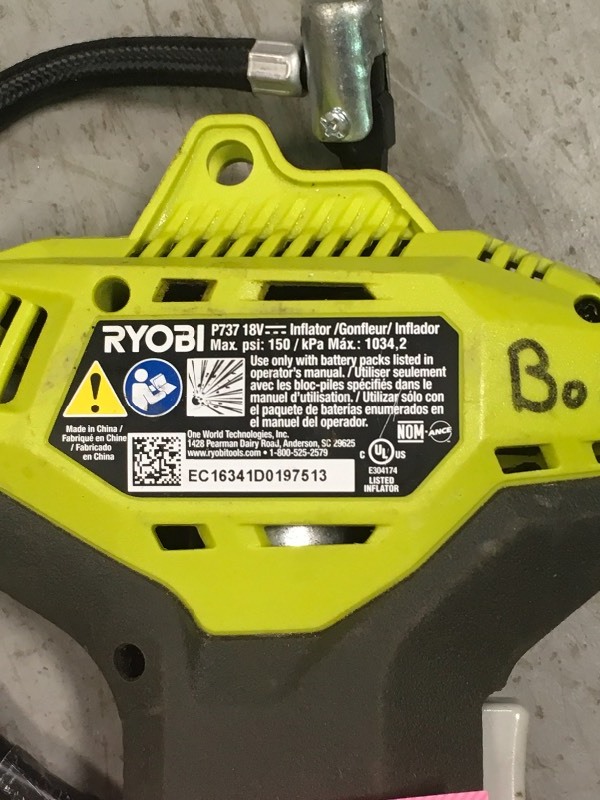 RYOBI
P737 18V⎓ Inflator /Gonfleur/ Inflador
Max. psi: 150 / kPa Máx.: 1034,2
Use only with battery packs listed in
operator's manual. / Utiliser seulement
avec les bloc-piles spécifiés dans le
manuel d'utilisation. / Utilizar sólo con
el paquete de baterías enumerados en
el manual del operador.
Made in China /
Fabriqué en Chine
/ Fabricado
en China
One World Technologies, Inc.
1428 Pearman Dairy Road, Anderson, SC 29625
www.ryobitools.com • 1-800-525-2579
EC16341D0197513
C UL US
E304174
LISTED
INFLATOR
NOM-ANCE
Bo